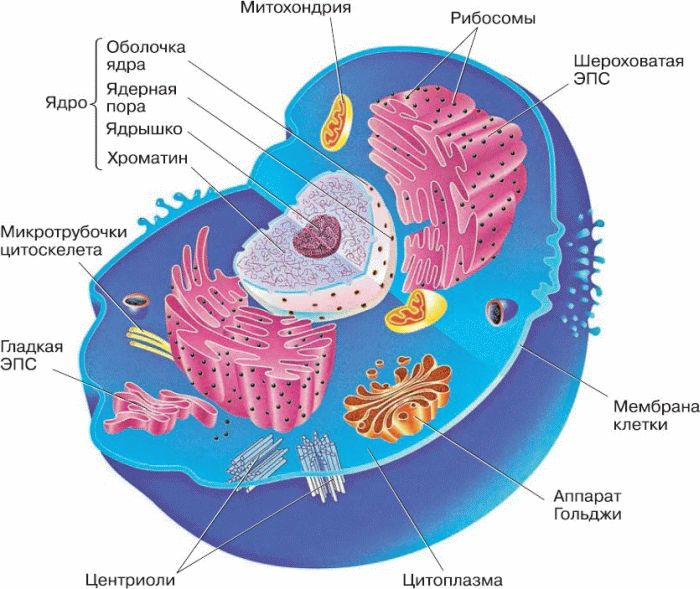 Митохондрия
Рибосомы
Оболочка
ядра
Шероховатая
ЭПС
Ядро
Ядерная
пора
Ядрышко
Хроматин
Микротрубочки
цитоскелета
Гладкая
ЭПС
Мембрана
клетки
Аппарат
Гольджи
Центриоли
Цитоплазма